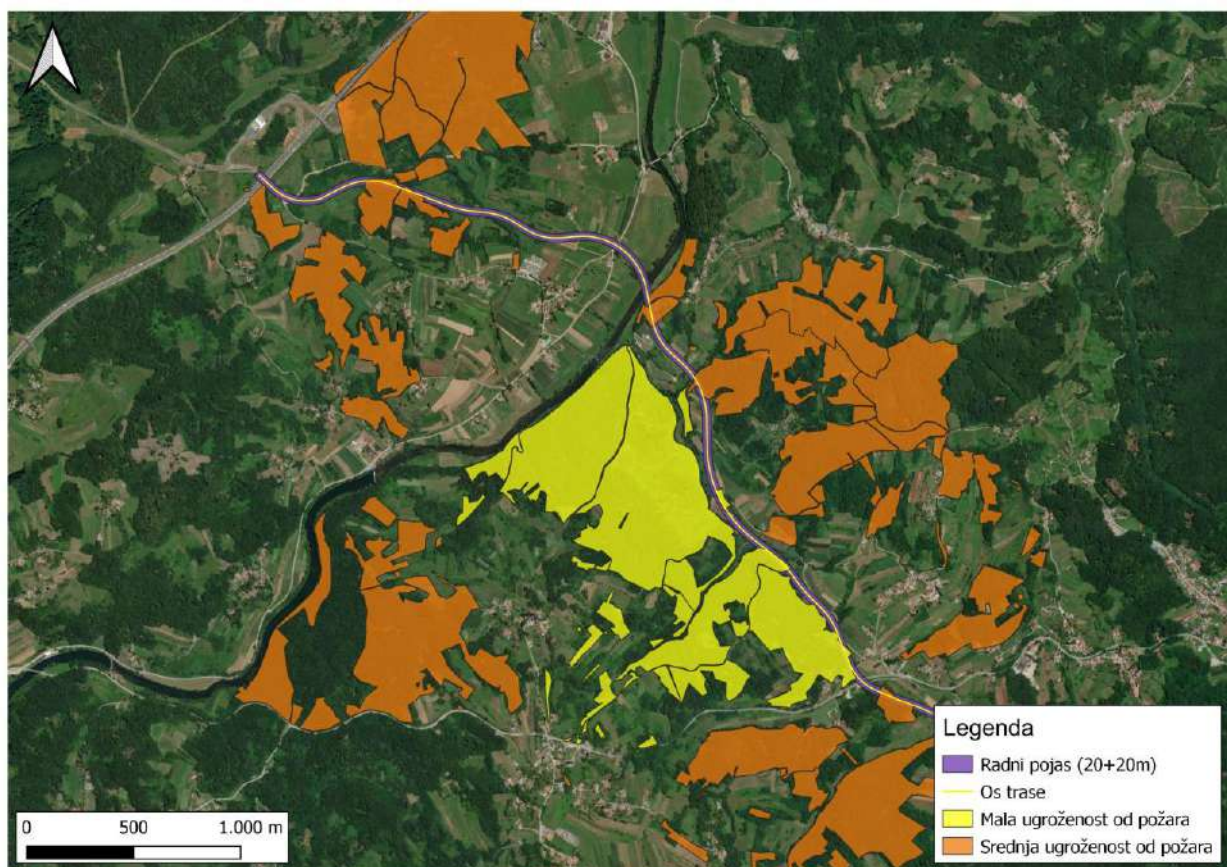 Legenda
Radni pojas (20+20m)
Os trase
Mala ugroženost od požara
Srednja ugroženost od požara
0 500 1.000 m